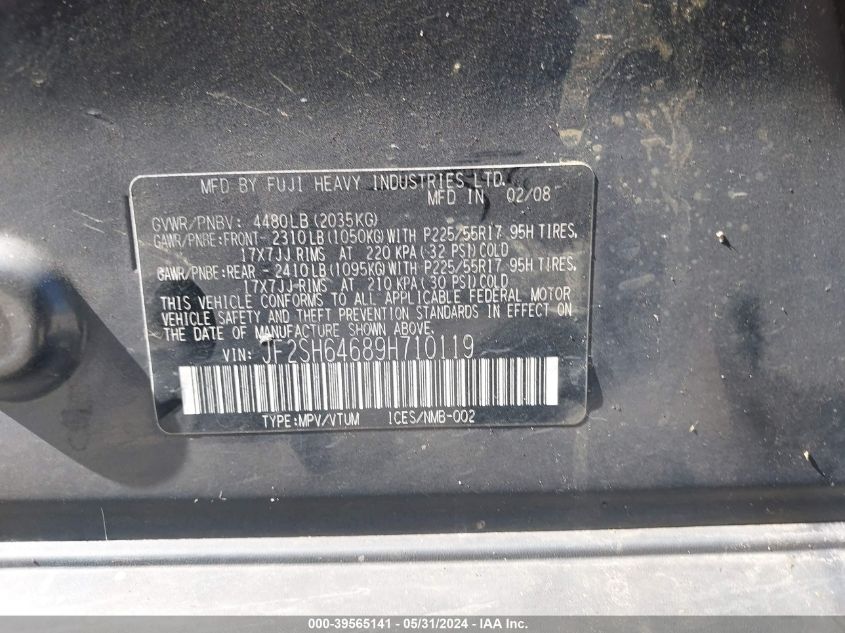 MFD BY FUJI HEAVY INDUSTRIES LTD.
MFD IN 02/08
GVWR/PNBV: 4480LB (2035KG)
GAWR/PNBE:FRONT- 2310LB (1050KG) WITH P225/55R17 95H TIRES,
17X7JJ RIMS AT 220 KPA (32 PSI) COLD
GAWR/PNBE:REAR - 2410LB (1095KG) WITH P225/55R17 95H TIRES,
17X7JJ RIMS AT 210 KPA (30 PSI) COLD
THIS VEHICLE CONFORMS TO ALL APPLICABLE FEDERAL MOTOR
VEHICLE SAFETY AND THEFT PREVENTION STANDARDS IN EFFECT ON
THE DATE OF MANUFACTURE SHOWN ABOVE.
VIN: JF2SH64689H710119
TYPE:MPV/VTUM ICES/NMB-002
000-39565141 - 05/31/2024 - IAA Inc.